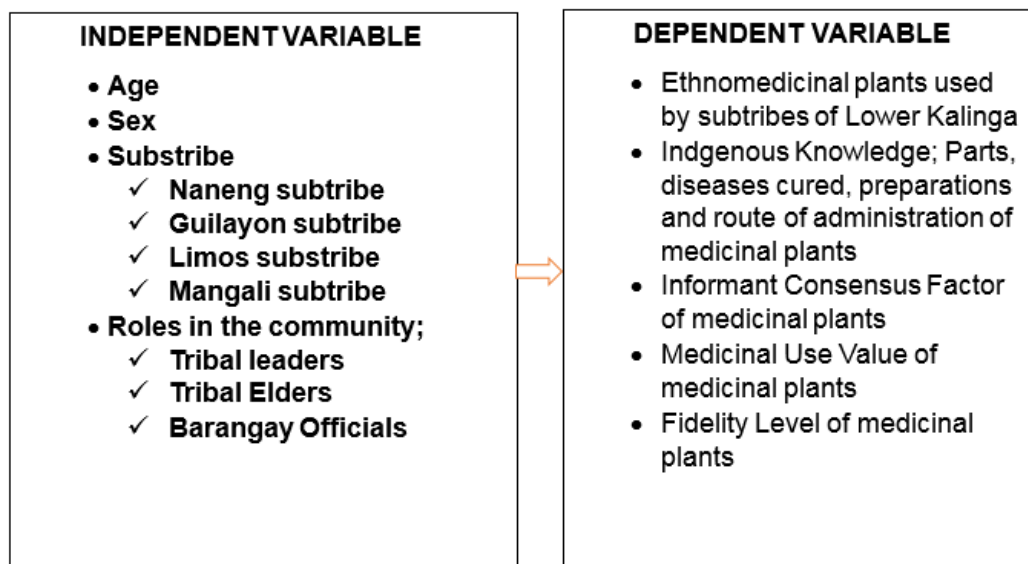 INDEPENDENT VARIABLE
• Age
• Sex
• Substribe
✓ Naneng subtribe
✓ Guilayon subtribe
✓ Limos substribe
✓ Mangali subtribe
• Roles in the community;
✓ Tribal leaders
✓ Tribal Elders
✓ Barangay Officials
DEPENDENT VARIABLE
• Ethnomedicinal plants used
by subtribes of Lower Kalinga
• Indgenous Knowledge; Parts,
diseases cured, preparations
and route of administration of
medicinal plants
• Informant Consensus Factor
of medicinal plants
• Medicinal Use Value of
medicinal plants
• Fidelity Level of medicinal
plants